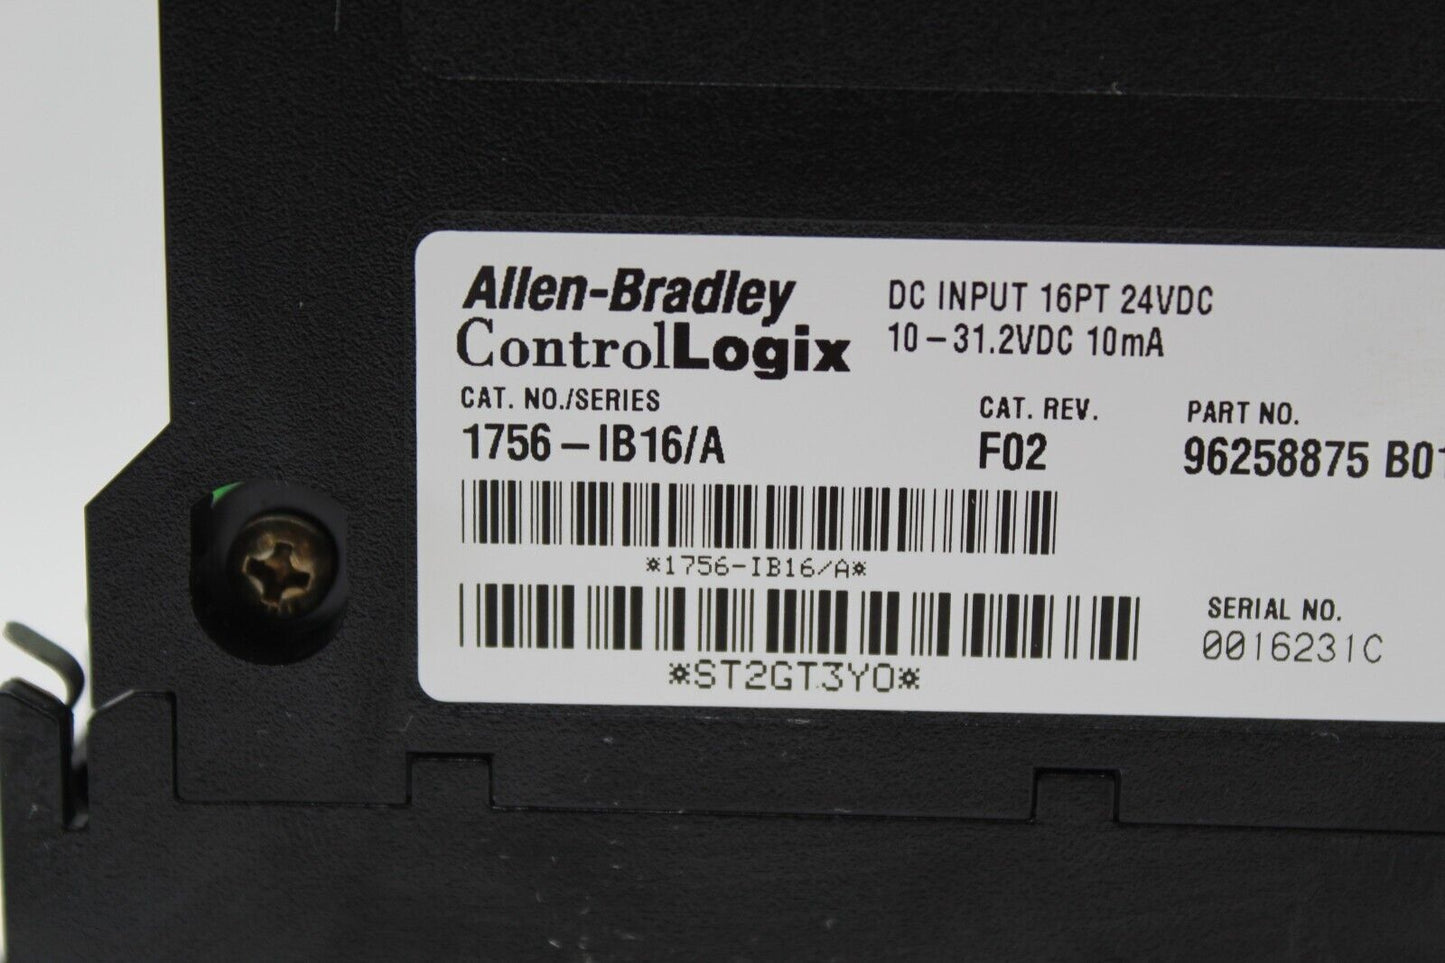 Allen-Bradley
ControlLogix
DC INPUT 16PT 24VDC
10-31.2VDC 10mA
CAT. NO./SERIES
1756-IB16/A
CAT. REV.
F02
PART NO.
96258875 B01
*1756-IB16/A*
*ST2GT3Y0*
SERIAL NO.
0016231C